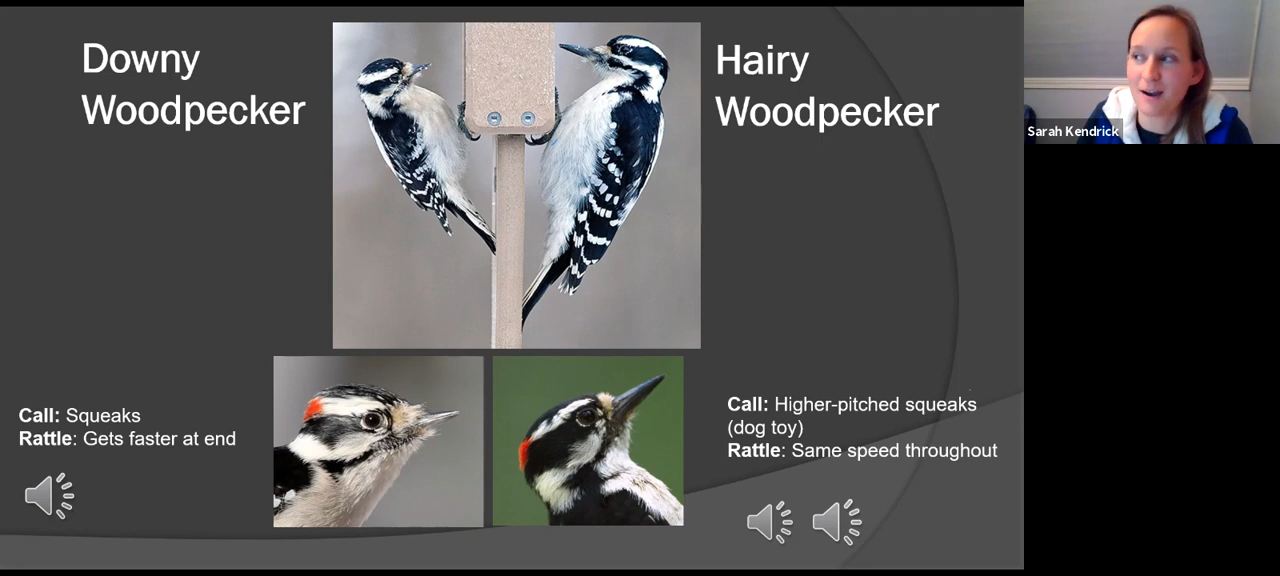 Downy
Woodpecker
Hairy
Woodpecker
Sarah Kendrick
Call: Squeaks
Rattle: Gets faster at end
Call: Higher-pitched squeaks
(dog toy)
Rattle: Same speed throughout